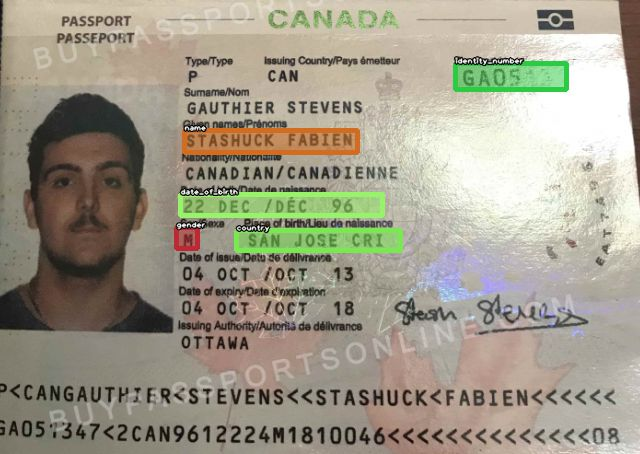 PASSPORT
PASSEPORT
CANADA
BUYPASSPORTSONLINE.COM
Type/Type Issuing Country/Pays émetteur
identity_number
P CAN GA05
Surname/Nom
GAUTHIER STEVENS
Given names/Prénoms
name
STASHUCK FABIEN
Nationality/Nationalité
CANADIAN/CANADIENNE
date_of_birth
/Date de naissance
22 DEC /DÉC 96
gender
Place of birth/Lieu de naissance
country
M SAN JOSE CRI
Date of issue/Date de délivrance
04 OCT /OCT 13
Date of expiry/Date d'expiration
04 OCT /OCT 18
Issuing Authority/Autorité de délivrance
OTTAWA
BUYPASSPORTSONLINE.COM
P<CANGAUTHIER<STEVENS<<STASHUCK<FABIEN<<<<<<
GA051347<2CAN9612224M1810046<<<<<<<<<<<<<<08